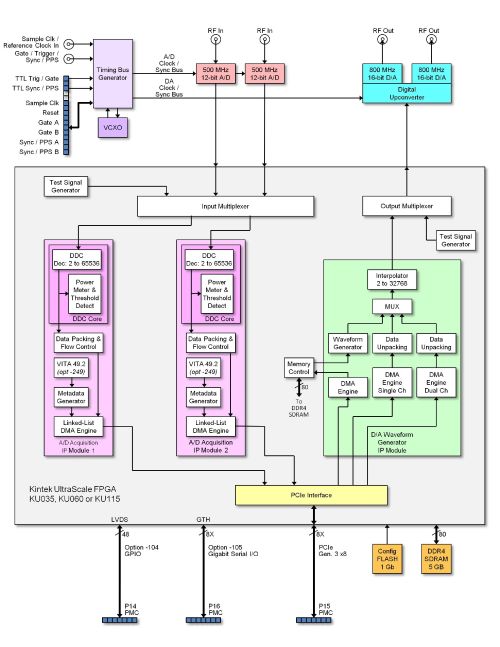 RF In
RF In
RF Out
RF Out
Sample Clk /
Reference Clock In
Gate / Trigger /
Sync / PPS
TTL Trig / Gate
TTL Sync / PPS
Sample Clk
Reset
Gate A
Gate B
Sync / PPS A
Sync / PPS B
Timing Bus
Generator
VCXO
A/D
Clock /
Sync Bus
D/A
Clock /
Sync Bus
500 MHz
12-bit A/D
500 MHz
12-bit A/D
800 MHz
16-bit D/A
800 MHz
16-bit D/A
Digital
Upconverter
Test Signal
Generator
Input Multiplexer
Output Multiplexer
Test Signal
Generator
DDC
Dec: 2 to 65536
Power
Meter &
Threshold
Detect
DDC Core
Data Packing &
Flow Control
VITA 49.2
(opt -249)
Metadata
Generator
Linked-List
DMA Engine
A/D Acquisition
IP Module 1
DDC
Dec: 2 to 65536
Power
Meter &
Threshold
Detect
DDC Core
Data Packing &
Flow Control
VITA 49.2
(opt -249)
Metadata
Generator
Linked-List
DMA Engine
A/D Acquisition
IP Module 2
Interpolator
2 to 32768
MUX
Waveform
Generator
Data
Unpacking
Data
Unpacking
Memory
Control
80
To
DDR4
SDRAM
DMA
Engine
DMA
Engine
Single Ch
DMA
Engine
Dual Ch
D/A Waveform
Generator
IP Module
PCIe Interface
Kintek UltraScale FPGA
KU035, KU060 or KU115
LVDS
GTH
48
8X
8X
80
Option -104
GPIO
Option -105
Gigabit Serial I/O
PCIe
Gen. 3 x8
Config
FLASH
1 Gb
DDR4
SDRAM
5 GB
P14
PMC
P16
PMC
P15
PMC